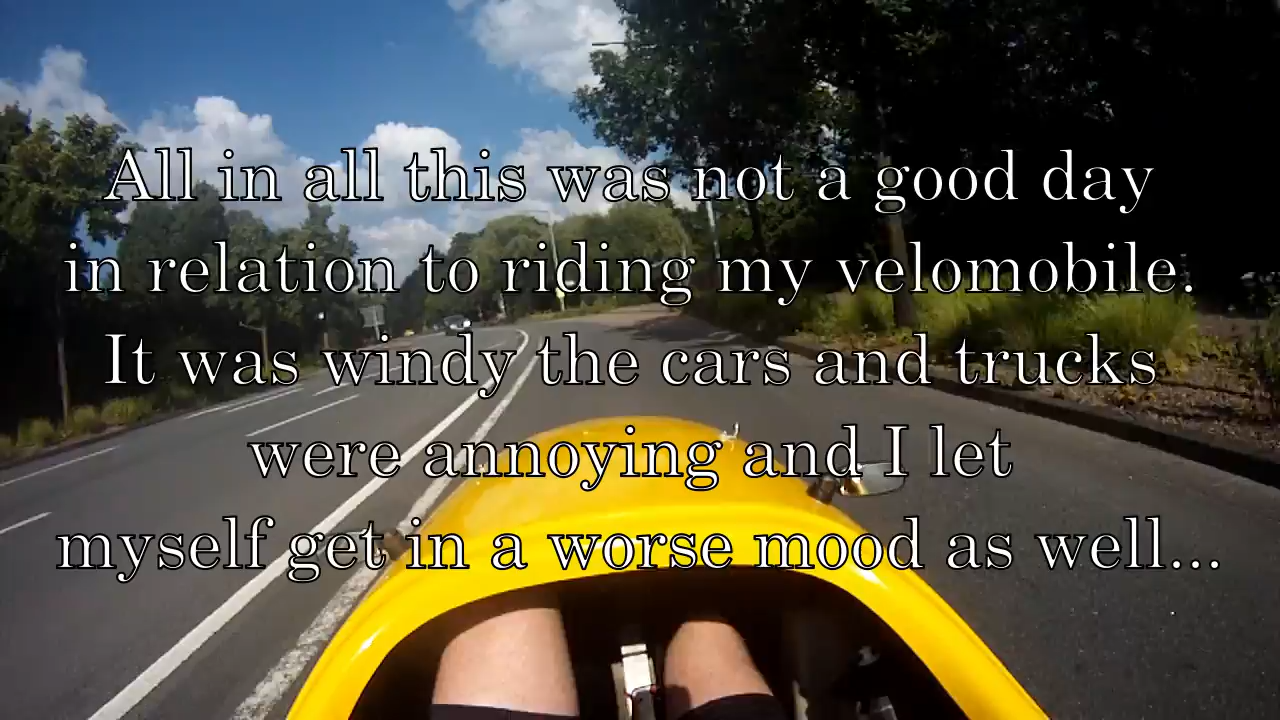 All in all this was not a good day
in relation to riding my velomobile.
It was windy the cars and trucks
were annoying and I let
myself get in a worse mood as well...